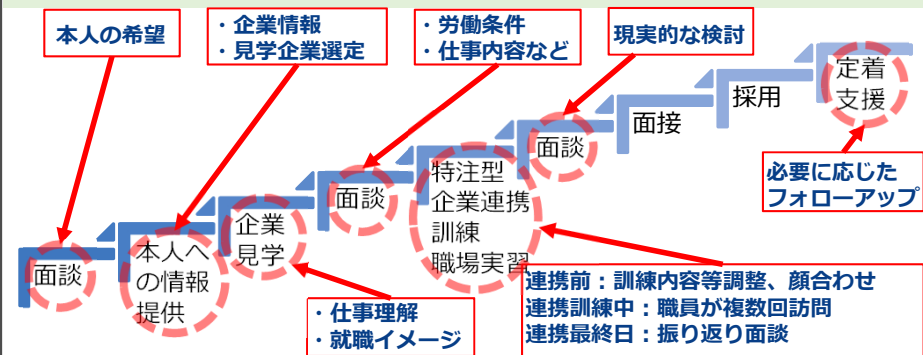 本人の希望
・企業情報
・見学企業選定
・労働条件
・仕事内容など
現実的な検討
定着
支援
採用
面接
面談
特注型
企業連携
訓練
職場実習
面談
企業
見学
本人へ
の情報
提供
面談
必要に応じた
フォローアップ
・仕事理解
・就職イメージ
連携前：訓練内容等調整、顔合わせ
連携訓練中：職員が複数回訪問
連携最終日：振り返り面談